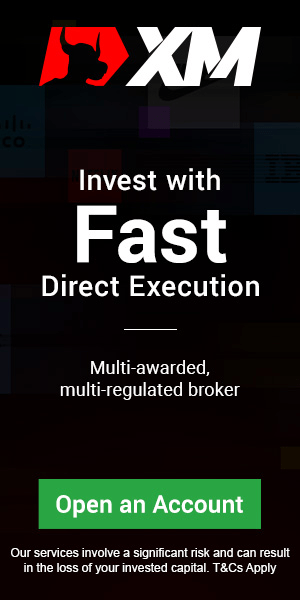 XM
Invest with
Fast
Direct Execution
Multi-awarded,
multi-regulated broker
Open an Account
Our services involve a significant risk and can result
in the loss of your invested capital. T&Cs Apply